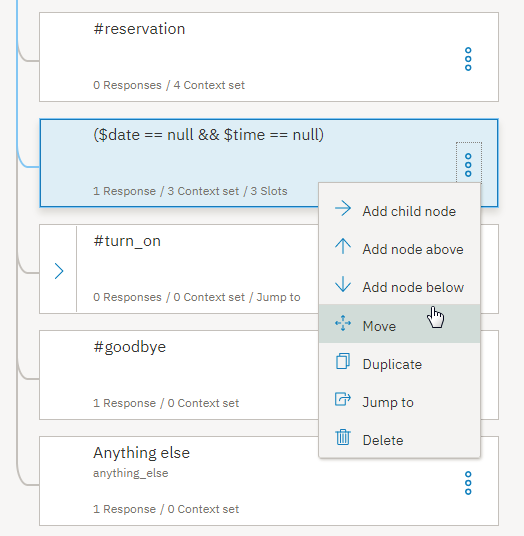 #reservation
0 Responses / 4 Context set
($date == null && $time == null)
1 Response / 3 Context set / 3 Slots
Add child node
#turn_on
Add node above
Add node below
0 Responses / 0 Context set / Jump to
Move
#goodbye
Duplicate
1 Response / 0 Context set
Jump to
Delete
Anything else
anything_else
1 Response / 0 Context set